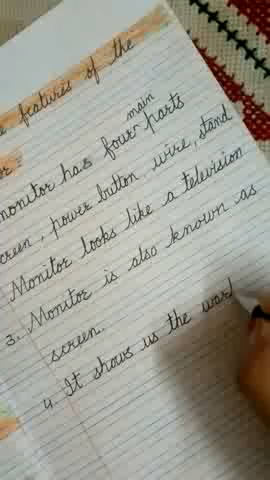 features of the
monitor has four main parts
screen, power button, wire, stand
Monitor looks like a television
3. Monitor is also known as
screen.
4. It shows us the